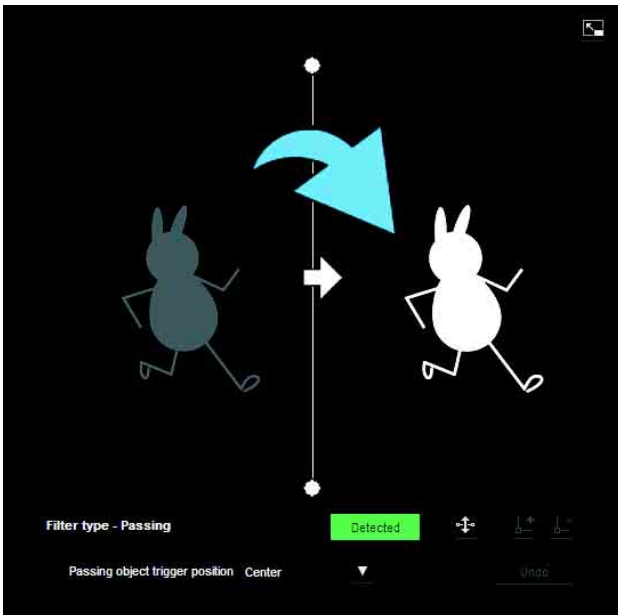 Filter type - Passing Detected
Passing object trigger position Center
Undo